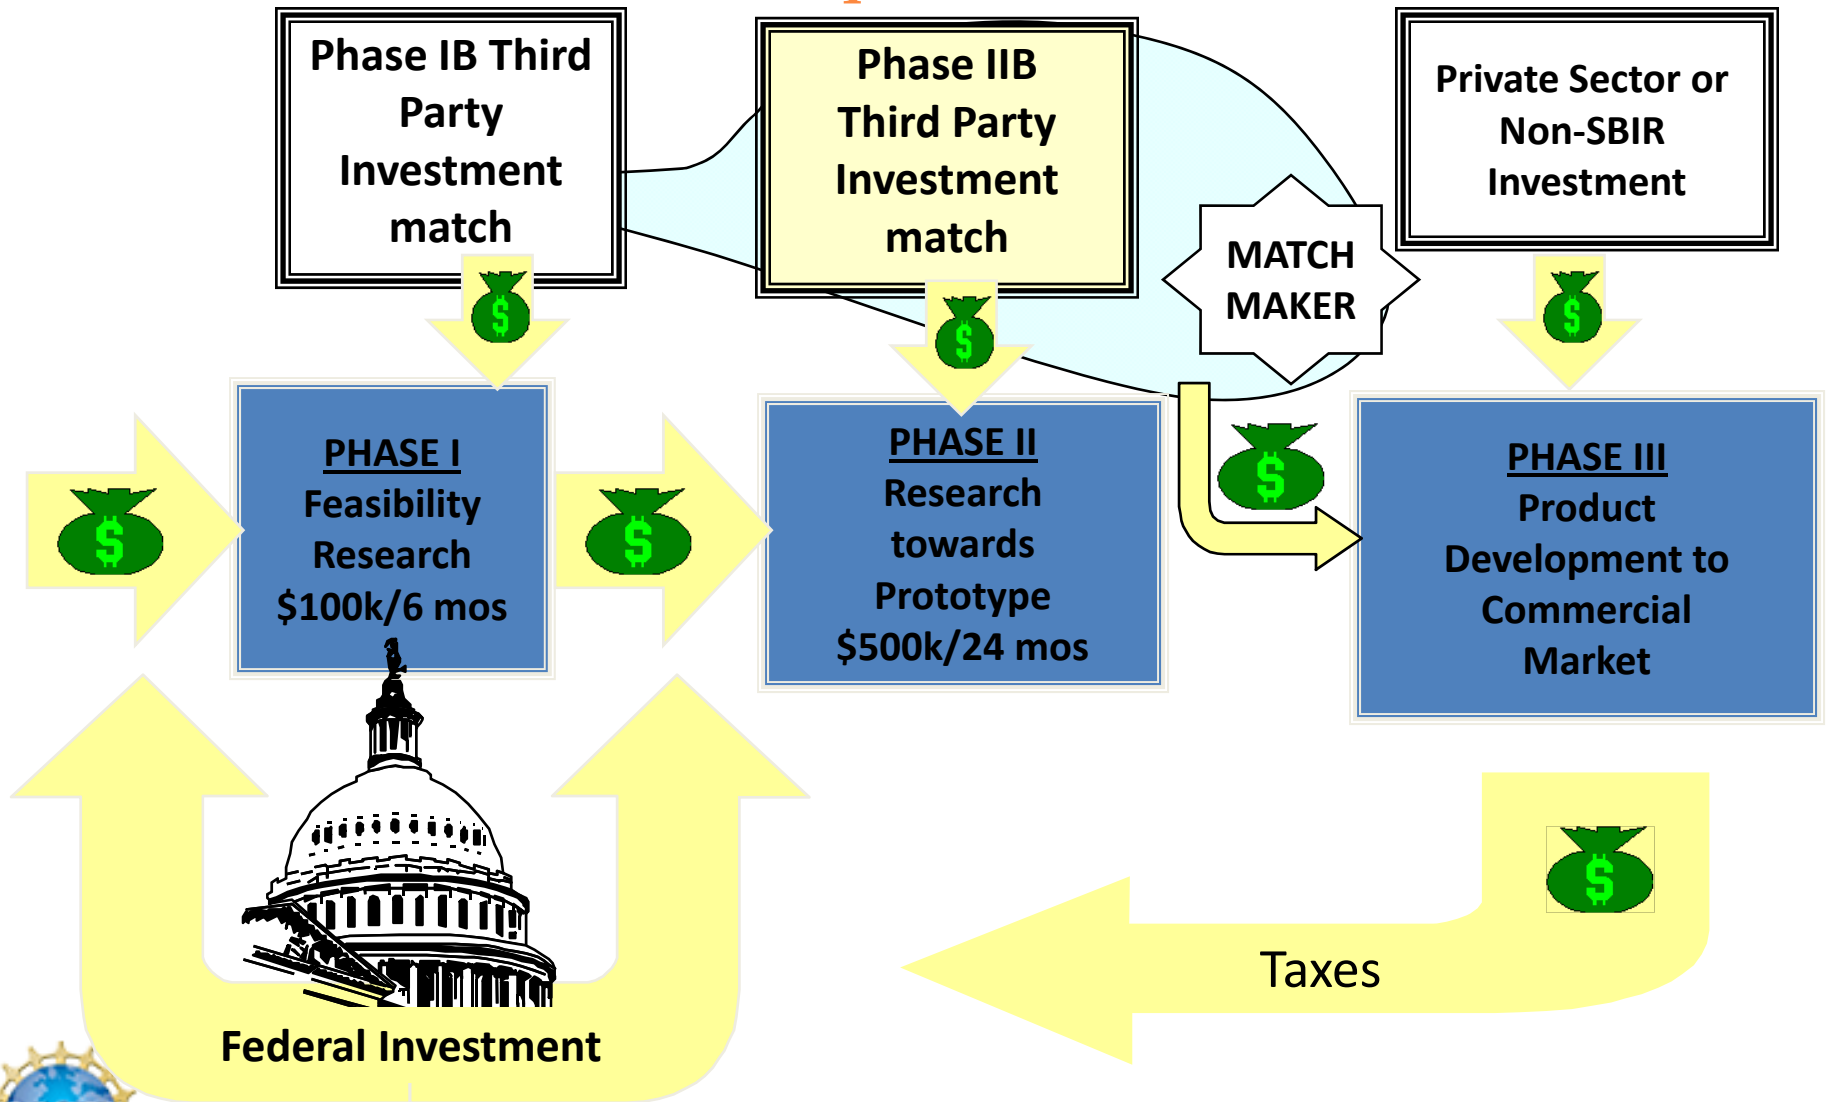 Phase IB Third
Party
Investment
match
Phase IIB
Third Party
Investment
match
Private Sector or
Non-SBIR
Investment
MATCH
MAKER
PHASE I
Feasibility
Research
$100k/6 mos
PHASE II
Research
towards
Prototype
$500k/24 mos
PHASE III
Product
Development to
Commercial
Market
$
$
$
$
$
$
$
Taxes
Federal Investment